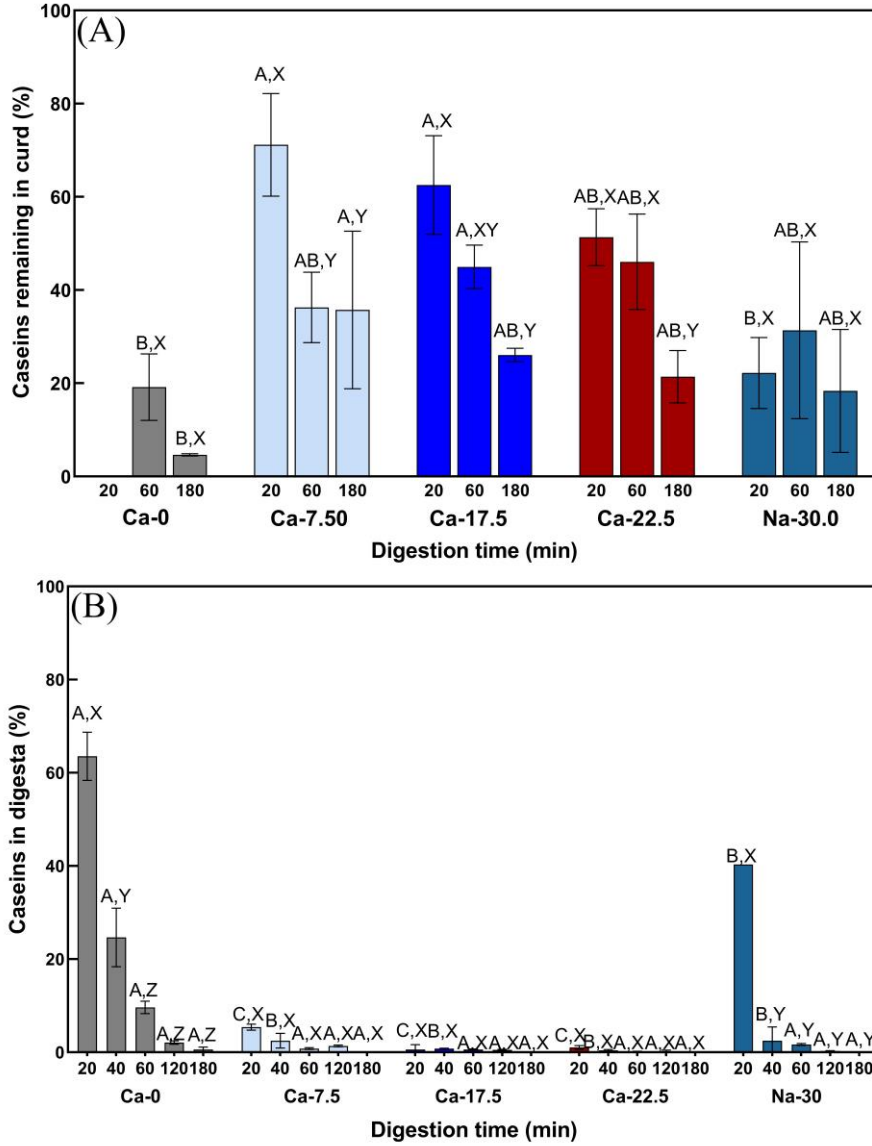 (A)
Caseins remaining in curd (%)
100
80
60
40
20
0
B,X
B,X
A,X
AB,Y
A,Y
A,X
A,XY
AB,Y
AB,X
AB,X
AB,Y
B,X
AB,X
AB,X
20 60 180 20 60 180 20 60 180 20 60 180 20 60 180
Ca-0 Ca-7.50 Ca-17.5 Ca-22.5 Na-30.0
Digestion time (min)
(B)
Caseins in digesta (%)
100
80
60
40
20
0
A,X
A,Y
A,Z
A,Z
A,Z
C,X
B,X
A,X
A,X
A,X
C,X
B,X
A,X
A,X
A,X
C,X
B,X
A,X
A,X
A,X
B,X
B,Y
A,Y
A,Y
A,Y
20 40 60 120 180 20 40 60 120 180 20 40 60 120 180 20 40 60 120 180 20 40 60 120 180
Ca-0 Ca-7.5 Ca-17.5 Ca-22.5 Na-30
Digestion time (min)